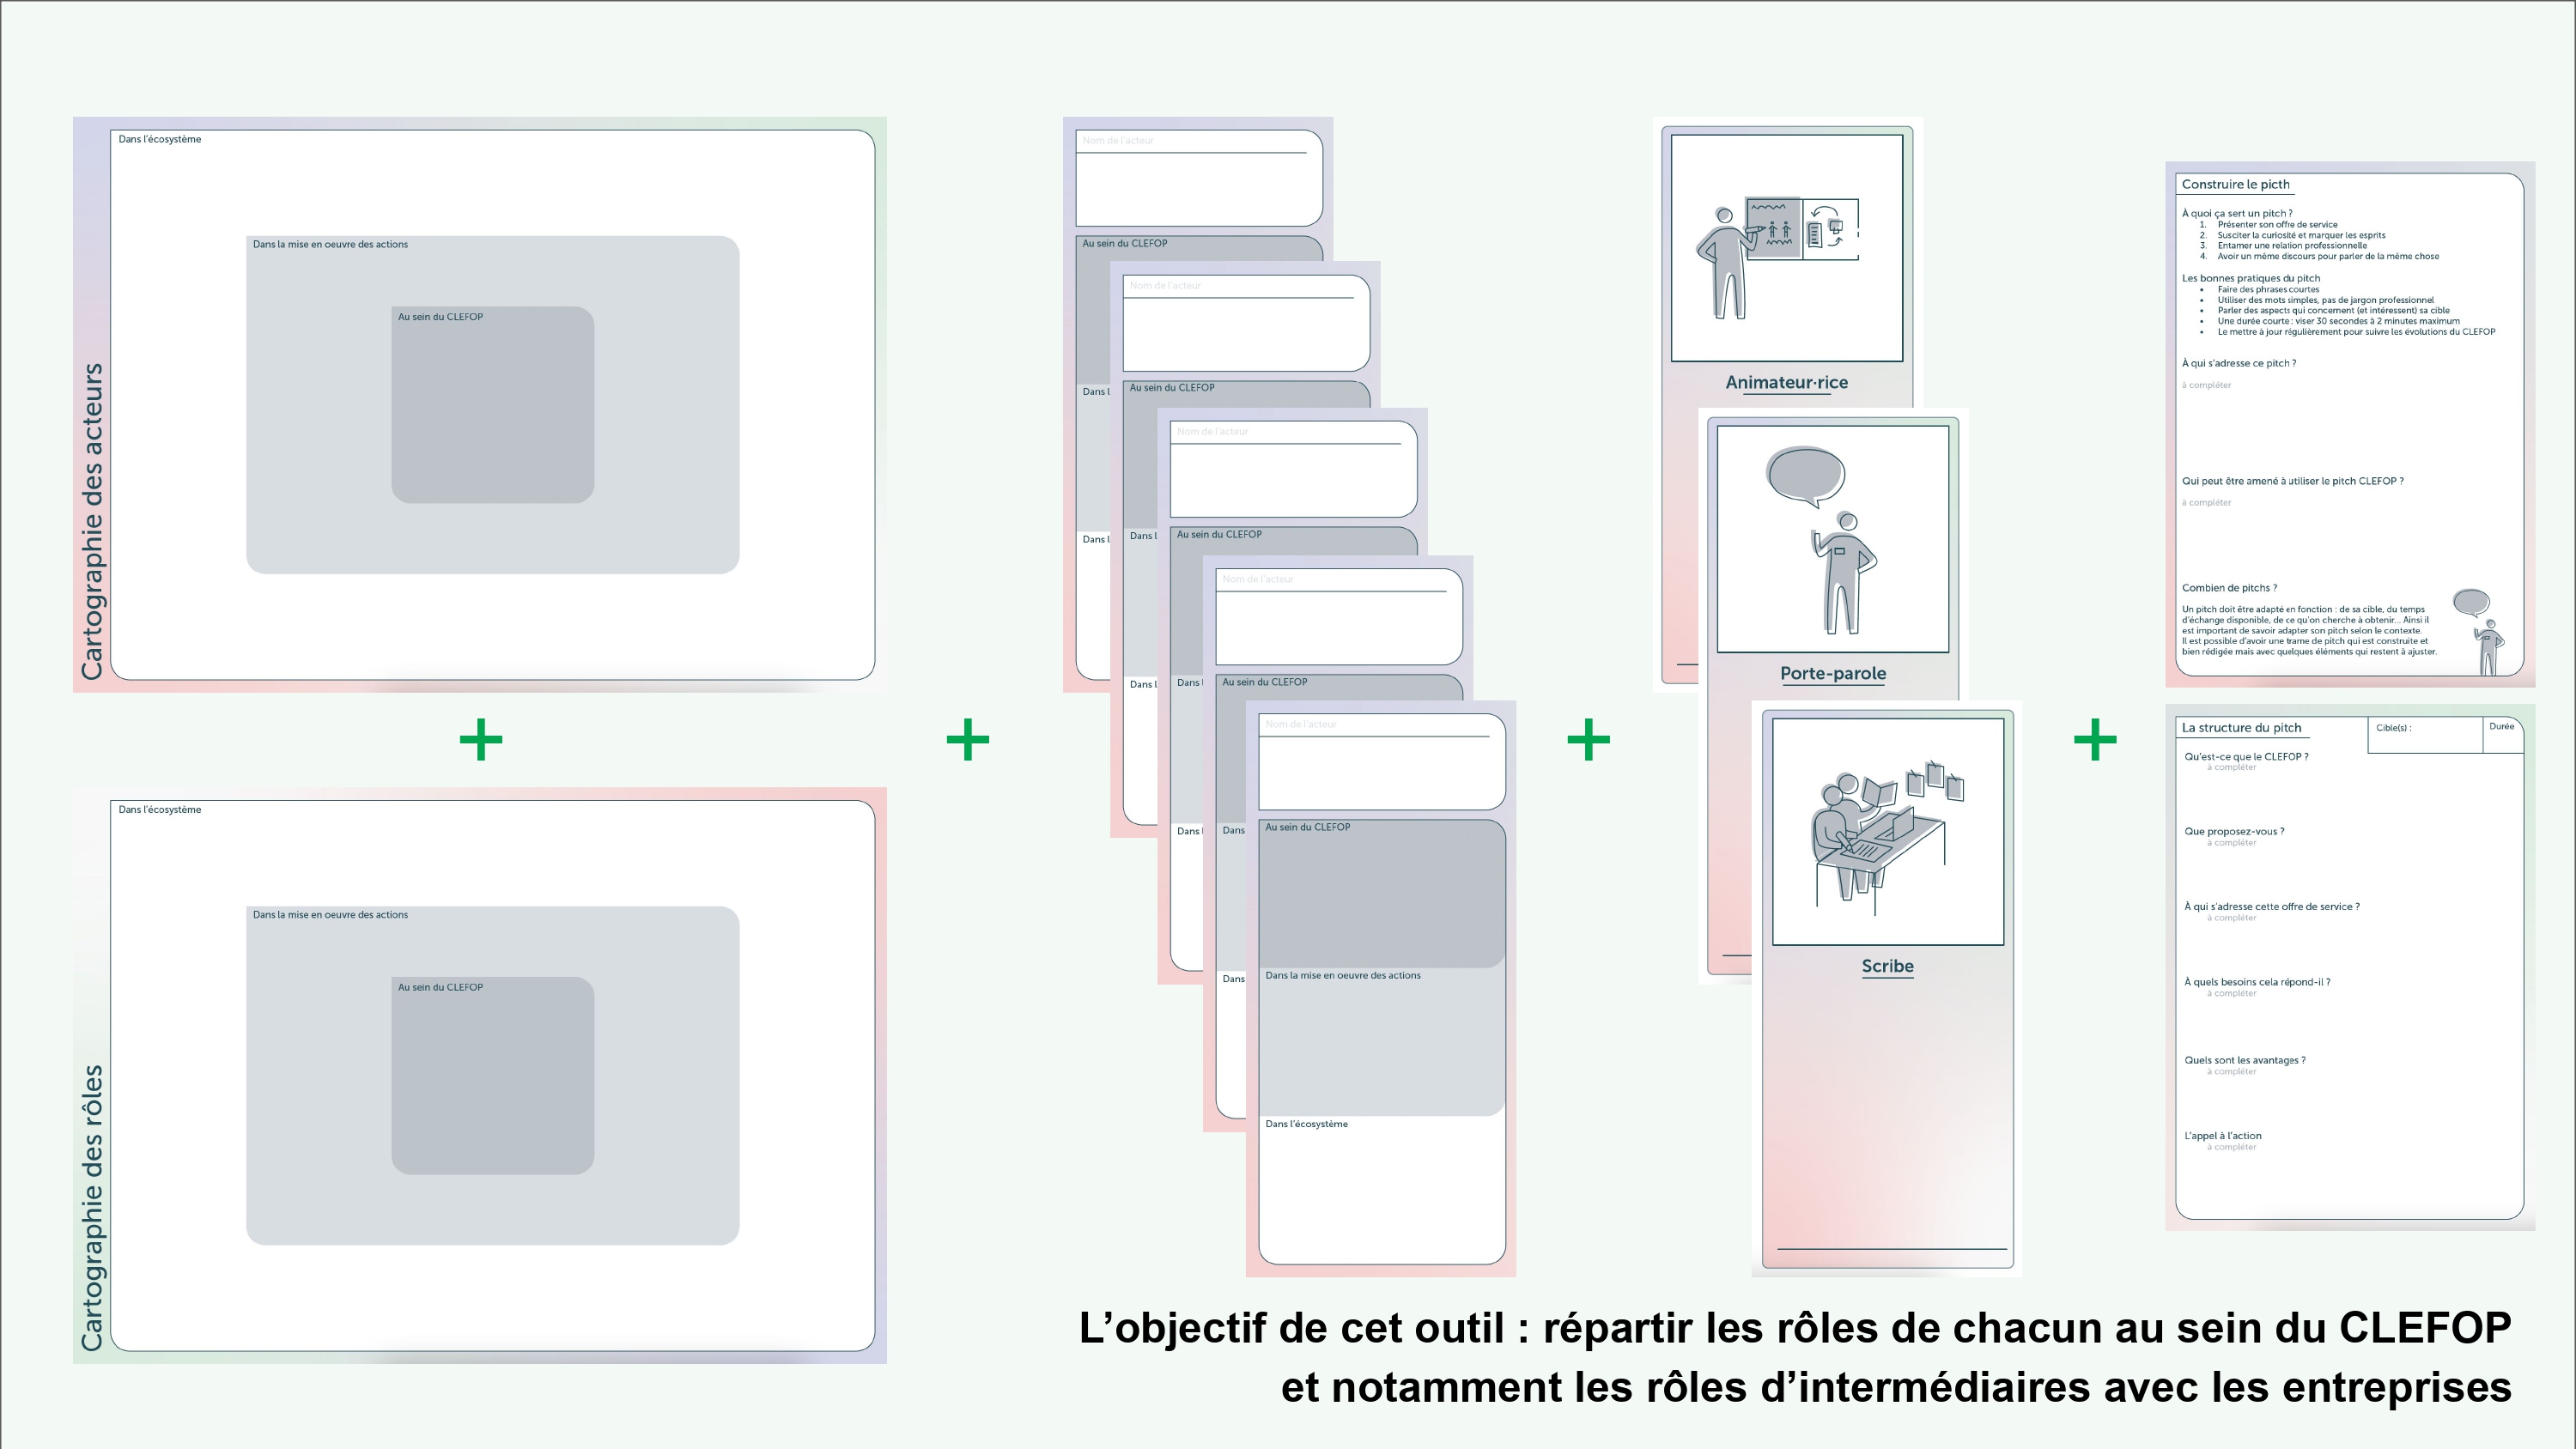 Cartographie des acteurs
Dans l'écosystème
Dans la mise en oeuvre des actions
Au sein du CLEFOP
Cartographie des rôles
Dans l'écosystème
Dans la mise en oeuvre des actions
Au sein du CLEFOP
Nom de l'acteur
Au sein du CLEFOP
Dans l
Dans l
Nom de l'acteur
Au sein du CLEFOP
Dans l
Dans l
Nom de l'acteur
Au sein du CLEFOP
Dans l
Dans l
Nom de l'acteur
Au sein du CLEFOP
Dans
Dans
Nom de l'acteur
Au sein du CLEFOP
Dans la mise en oeuvre des actions
Dans l'écosystème
Animateur·rice
Porte-parole
Scribe
Construire le picth
À quoi ça sert un pitch ?
1. Présenter son offre de service
2. Susciter la curiosité et marquer les esprits
3. Entamer une relation professionnelle
4. Avoir un même discours pour parler de la même chose
Les bonnes pratiques du pitch
• Faire des phrases courtes
• Utiliser des mots simples, pas de jargon professionnel
• Parler des aspects qui concernent (et intéressent) sa cible
• Une durée courte : viser 30 secondes à 2 minutes maximum
• Le mettre à jour régulièrement pour suivre les évolutions du CLEFOP
À qui s'adresse ce pitch ?
à compléter
Qui peut être amené à utiliser le pitch CLEFOP ?
à compléter
Combien de pitchs ?
Un pitch doit être adapté en fonction : de sa cible, du temps
d'échange disponible, de ce qu'on cherche à obtenir... Ainsi il
est important de savoir adapter son pitch selon le contexte.
Il est possible d'avoir une trame de pitch qui est construite et
bien rédigée mais avec quelques éléments qui restent à ajuster.
La structure du pitch
Cible(s) :
Durée
Qu'est-ce que le CLEFOP ?
à compléter
Que proposez-vous ?
à compléter
À qui s'adresse cette offre de service ?
à compléter
À quels besoins cela répond-il ?
à compléter
Quels sont les avantages ?
à compléter
L'appel à l'action
à compléter
L'objectif de cet outil : répartir les rôles de chacun au sein du CLEFOP
et notamment les rôles d'intermédiaires avec les entreprises